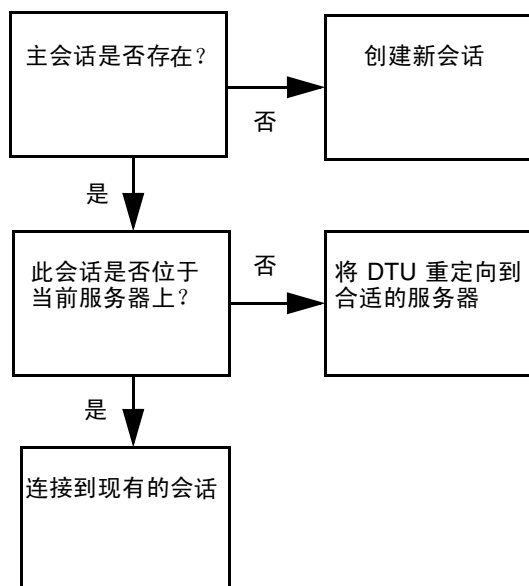 主会话是否存在？
创建新会话
否
是
此会话是否位于
当前服务器上？
否
将 DTU 重定向到
合适的服务器
是
连接到现有的会话